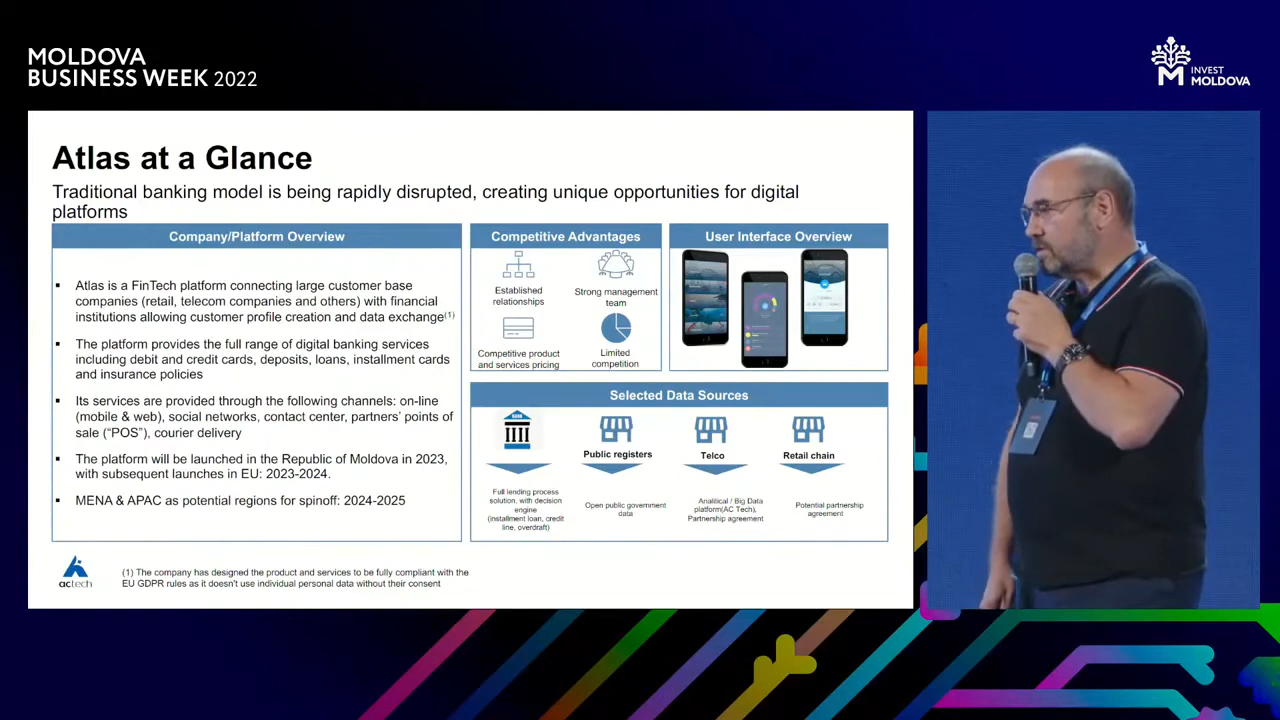 MOLDOVA
BUSINESS WEEK 2022
INVEST
MOLDOVA
Atlas at a Glance
Traditional banking model is being rapidly disrupted, creating unique opportunities for digital
platforms
Company/Platform Overview
▪ Atlas is a FinTech platform connecting large customer base
companies (retail, telecom companies and others) with financial
institutions allowing customer profile creation and data exchange(1)
▪ The platform provides the full range of digital banking services
including debit and credit cards, deposits, loans, installment cards
and insurance policies
▪ Its services are provided through the following channels: on-line
(mobile & web), social networks, contact center, partners' points of
sale ("POS"), courier delivery
▪ The platform will be launched in the Republic of Moldova in 2023,
with subsequent launches in EU: 2023-2024.
▪ MENA & APAC as potential regions for spinoff: 2024-2025
Competitive Advantages
Established
relationships
Strong management
team
Competitive product
and services pricing
Limited
competition
User Interface Overview
Selected Data Sources
BANK
Public registers
Telco
Retail chain
Full lending process
solution, with decision
engine
(installment loan, credit
line, overdraft)
Open public government
data
Analitical / Big Data
platform(AC Tech),
Partnership agreement
Potential partnership
agreement
actech
(1) The company has designed the product and services to be fully compliant with the
EU GDPR rules as it doesn't use individual personal data without their consent